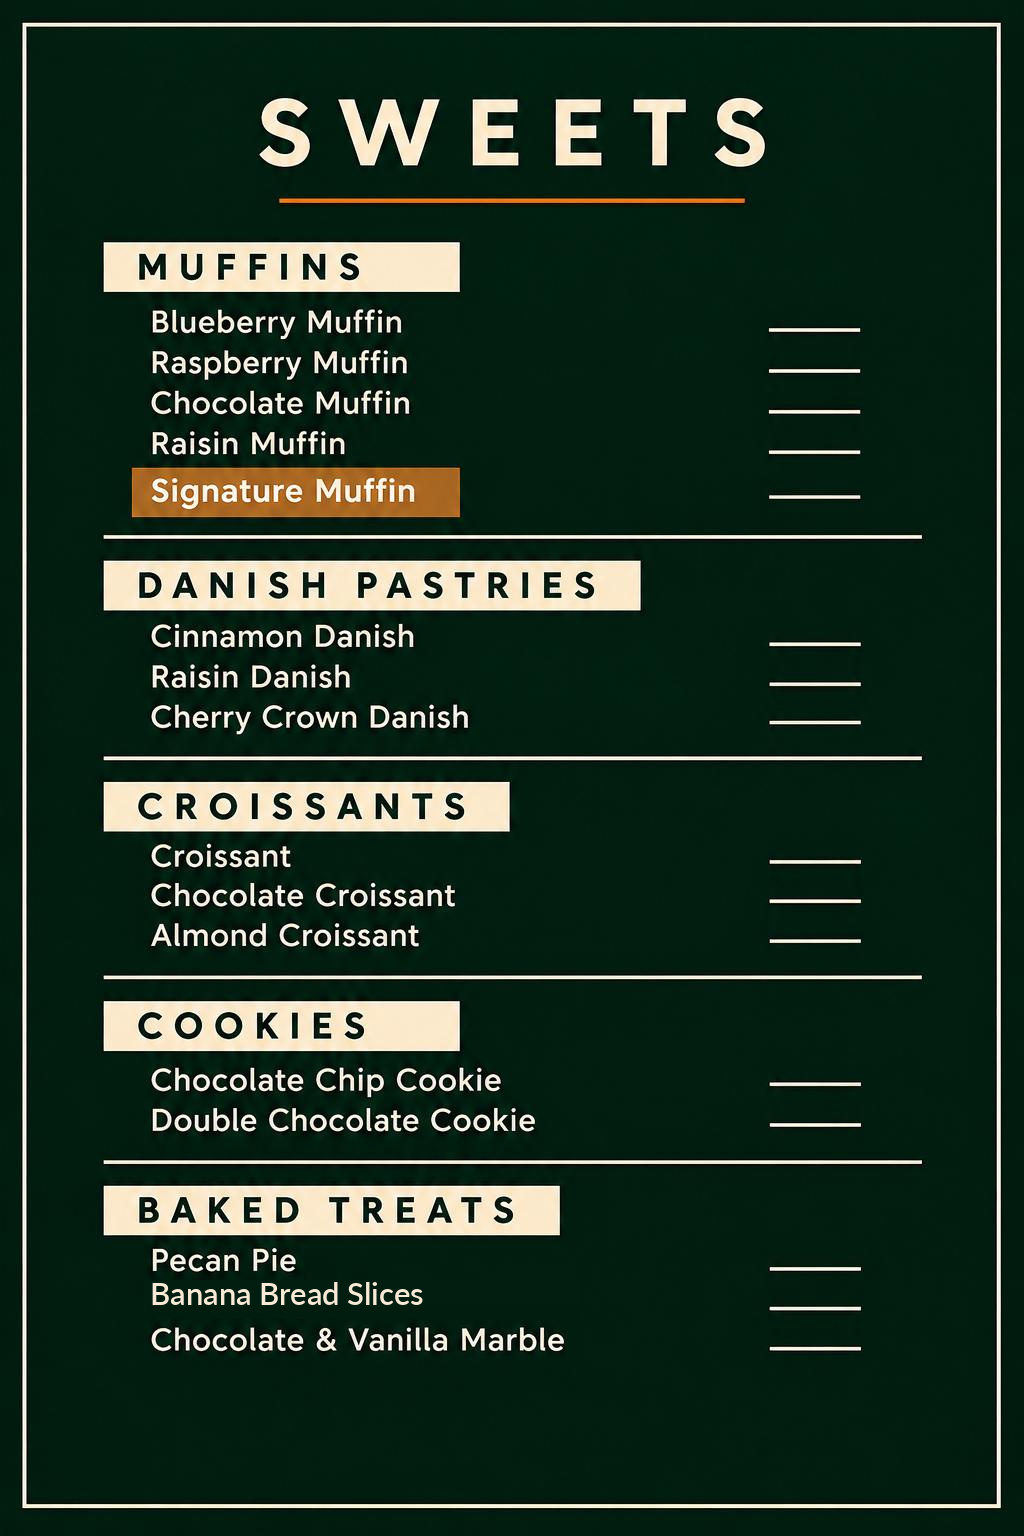 SWEETS
MUFFINS
Blueberry Muffin
Raspberry Muffin
Chocolate Muffin
Raisin Muffin
Signature Muffin
DANISH PASTRIES
Cinnamon Danish
Raisin Danish
Cherry Crown Danish
CROISSANTS
Croissant
Chocolate Croissant
Almond Croissant
COOKIES
Chocolate Chip Cookie
Double Chocolate Cookie
BAKED TREATS
Pecan Pie
Banana Bread Slices
Chocolate & Vanilla Marble